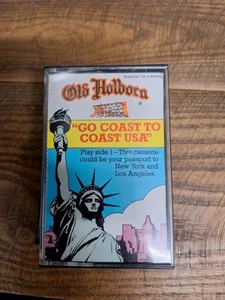 Old Holborn
"GO COAST TO
COAST USA"
Play side 1 - This cassette
could be your passport to
New York and
Los Angeles.